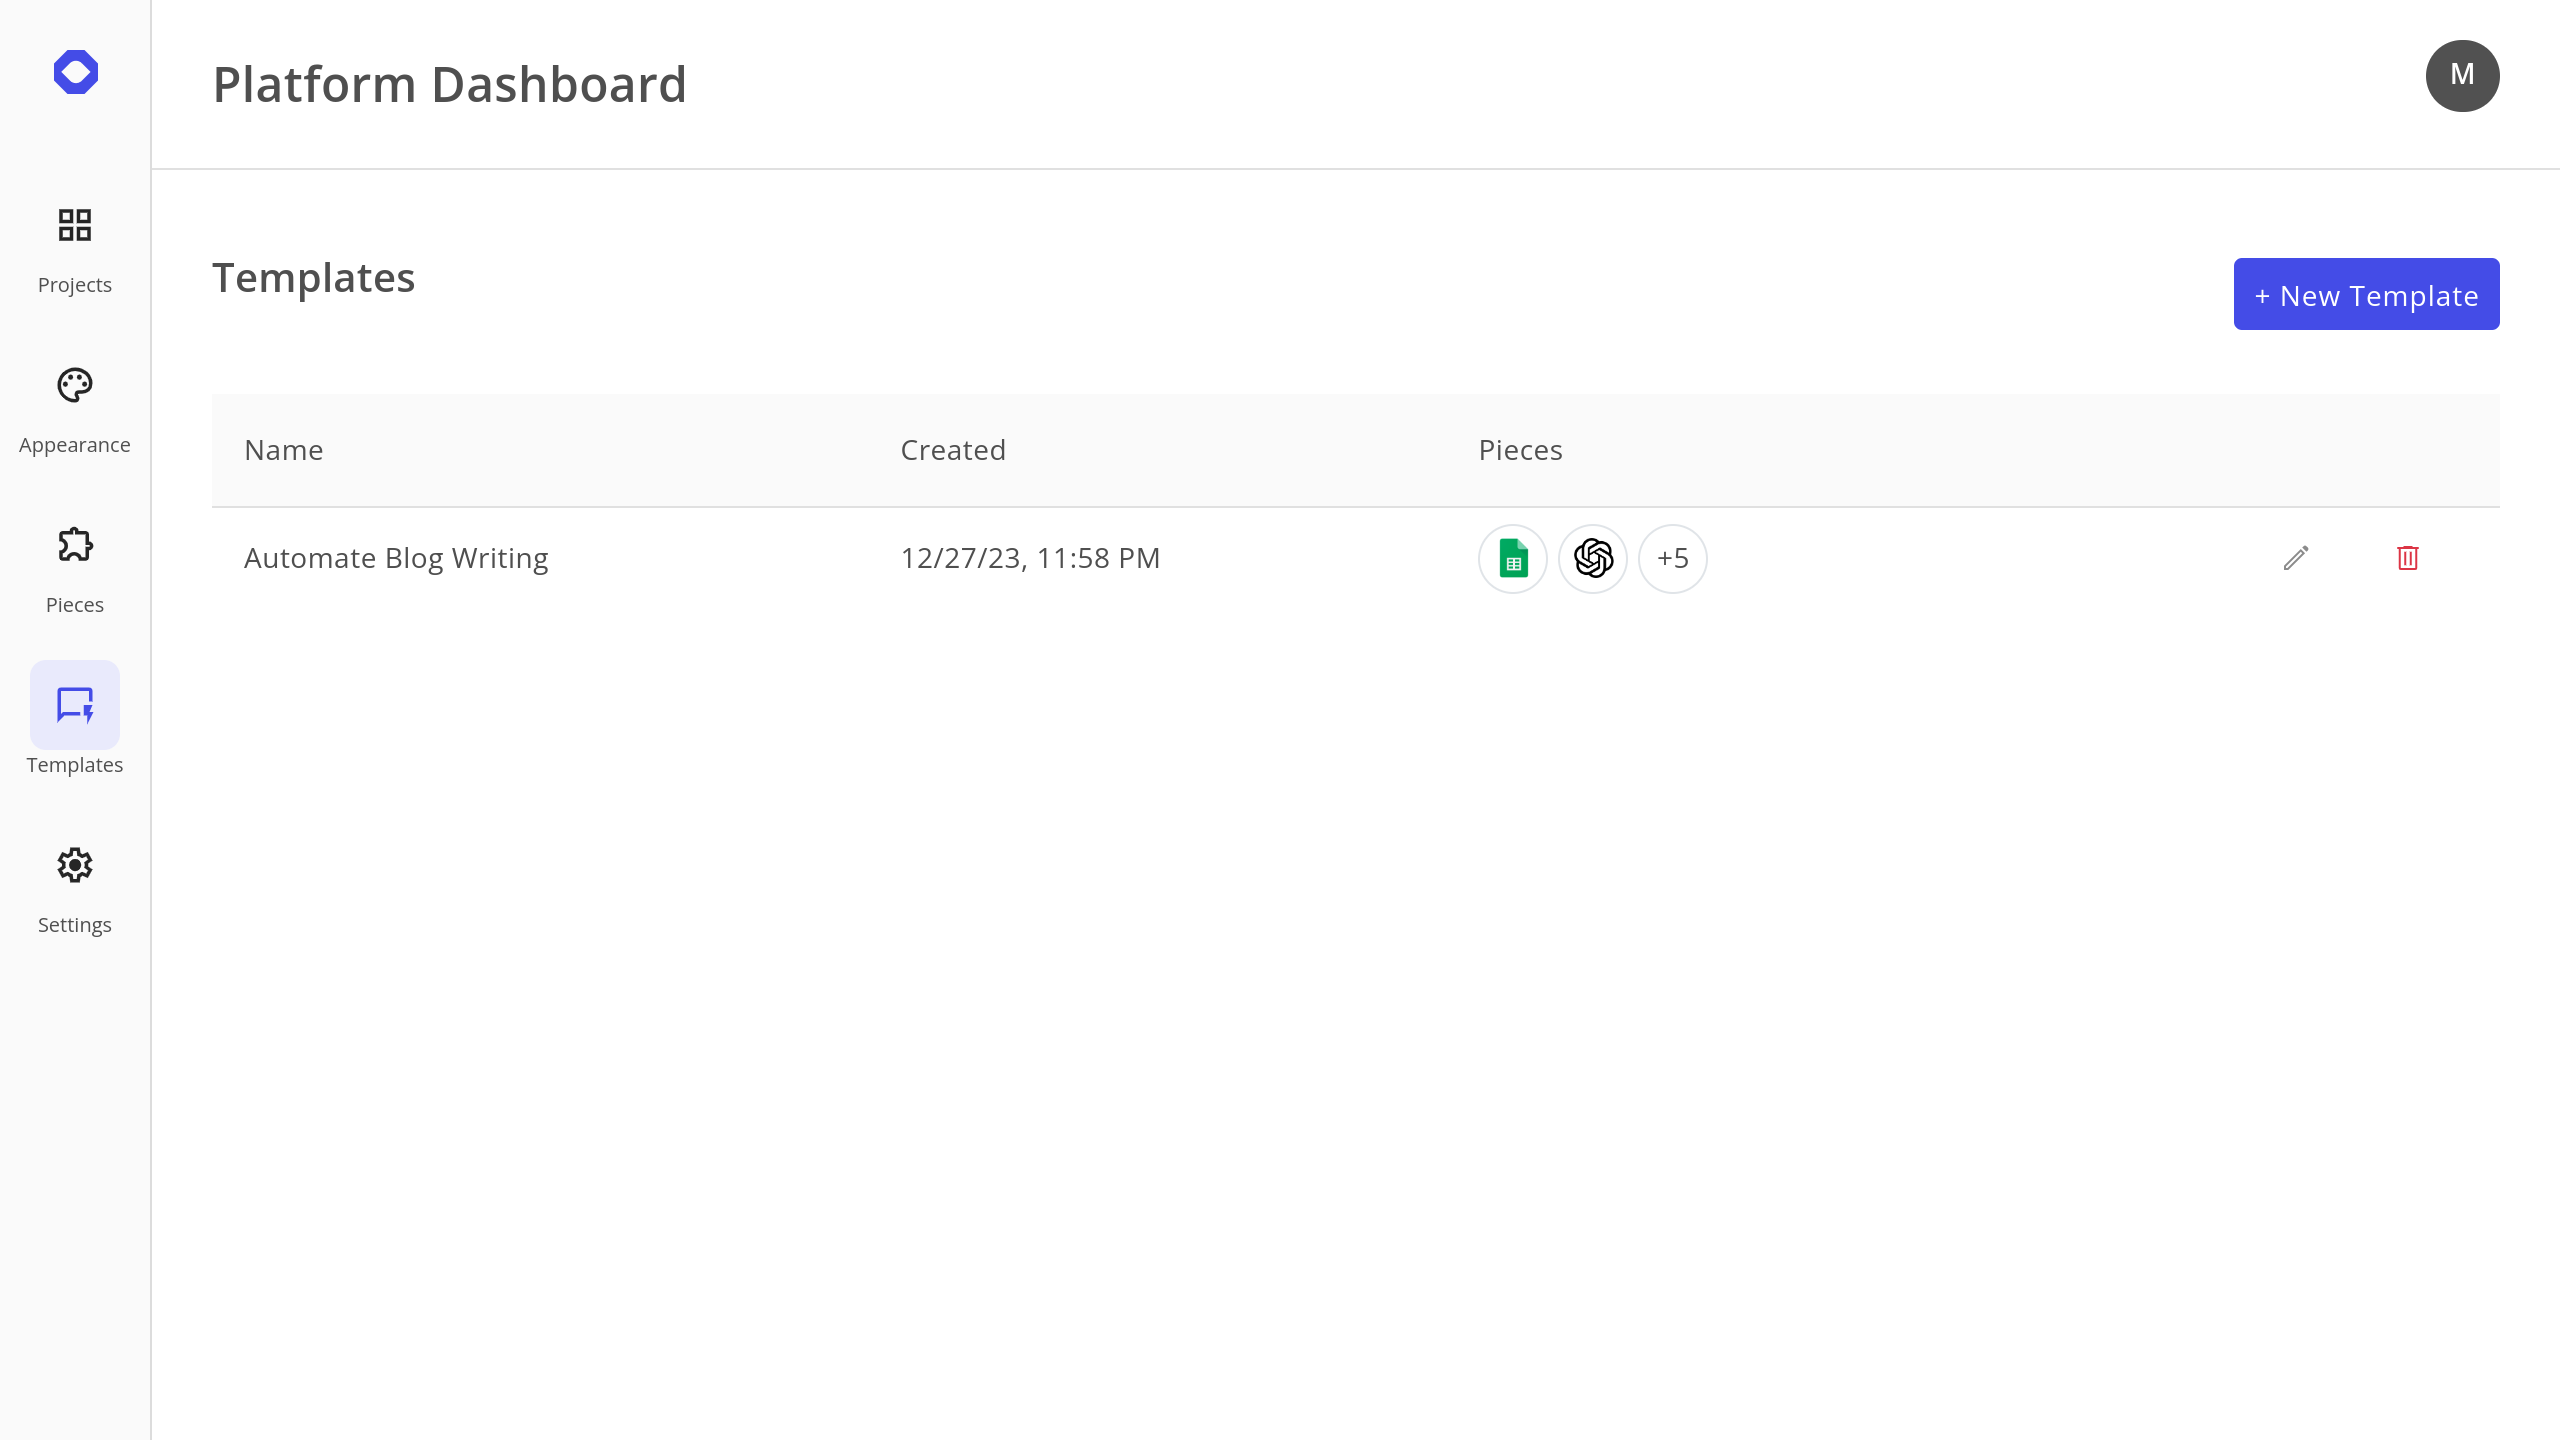 Platform Dashboard
M
Projects
Appearance
Pieces
Templates
Settings
Templates
+ New Template
Name Created Pieces
Automate Blog Writing 12/27/23, 11:58 PM +5